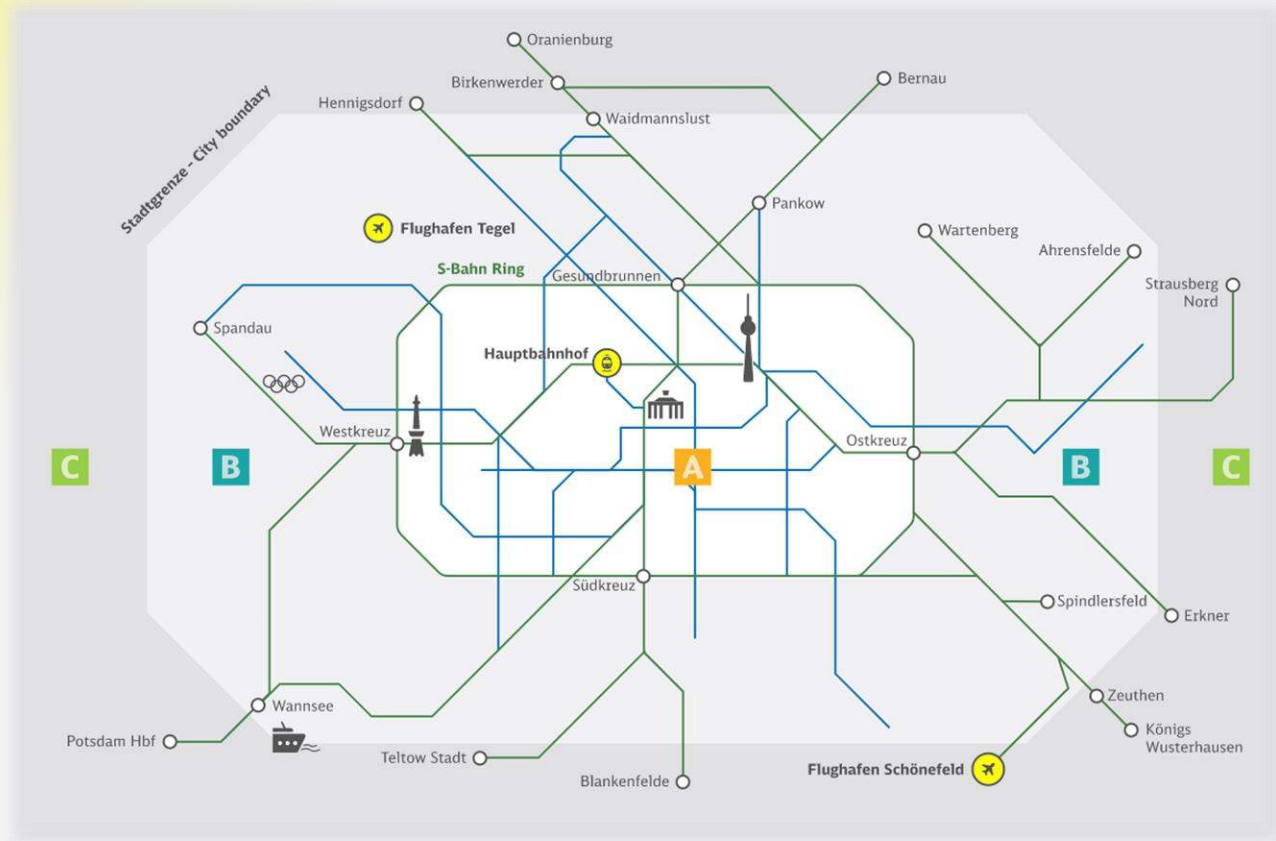 Oranienburg
Birkenwerder
Bernau
Hennigsdorf
Waidmannslust
Stadtgrenze - City boundary
Pankow
Flughafen Tegel
Wartenberg
Ahrensfelde
S-Bahn Ring
Gesundbrunnen
Strausberg
Nord
Spandau
Hauptbahnhof
Westkreuz
Ostkreuz
C
B
A
B
C
Südkreuz
Spindlersfeld
Erkner
Wannsee
Zeuthen
Potsdam Hbf
Königs
Wusterhausen
Teltow Stadt
Flughafen Schönefeld
Blankenfelde